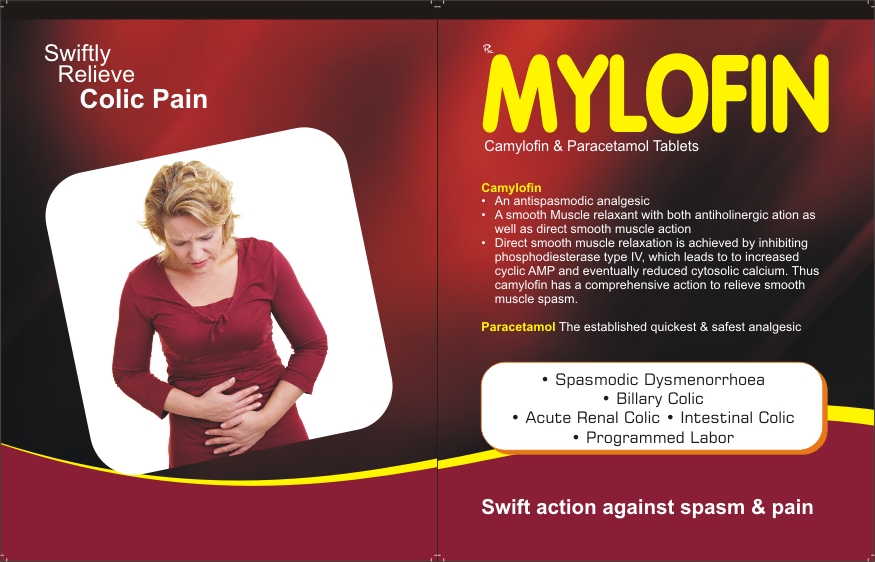 Swiftly
Relieve
Colic Pain
Rx
MYLOFIN
Camylofin & Paracetamol Tablets
Camylofin
• An antispasmodic analgesic
• A smooth Muscle relaxant with both antiholinergic ation as
well as direct smooth muscle action
• Direct smooth muscle relaxation is achieved by inhibiting
phosphodiesterase type IV, which leads to to increased
cyclic AMP and eventually reduced cytosolic calcium. Thus
camylofin has a comprehensive action to relieve smooth
muscle spasm.
Paracetamol The established quickest & safest analgesic
• Spasmodic Dysmenorrhoea
• Billary Colic
• Acute Renal Colic • Intestinal Colic
• Programmed Labor
Swift action against spasm & pain